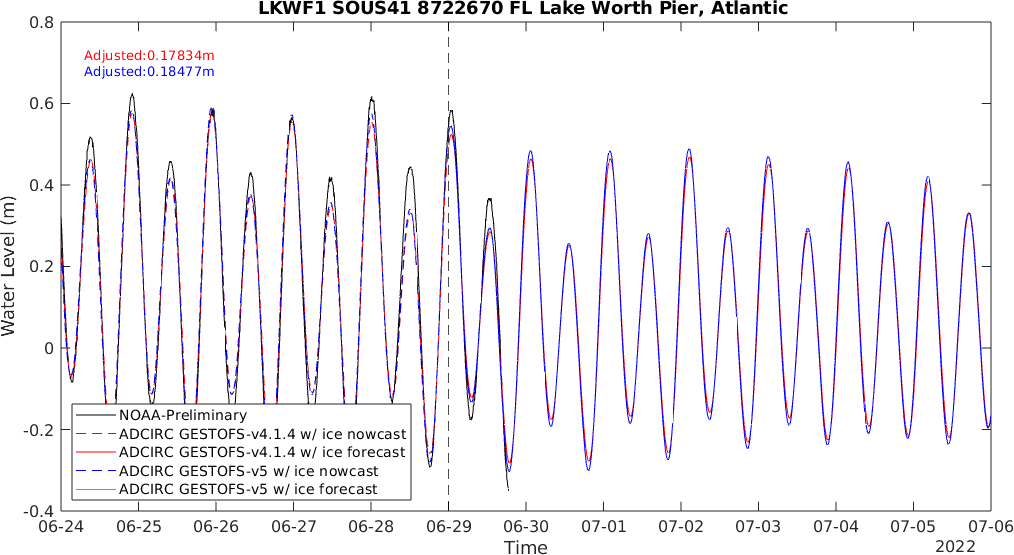 LKWF1 SOUS41 8722670 FL Lake Worth Pier, Atlantic
0.8
Adjusted:0.17834m
Adjusted:0.18477m
0.6
0.4
0.2
0
-0.2
-0.4
Water Level (m)
NOAA-Preliminary
ADCIRC GESTOFS-v4.1.4 w/ ice nowcast
ADCIRC GESTOFS-v4.1.4 w/ ice forecast
ADCIRC GESTOFS-v5 w/ ice nowcast
ADCIRC GESTOFS-v5 w/ ice forecast
06-24 06-25 06-26 06-27 06-28 06-29 06-30 07-01 07-02 07-03 07-04 07-05 07-06
Time
2022